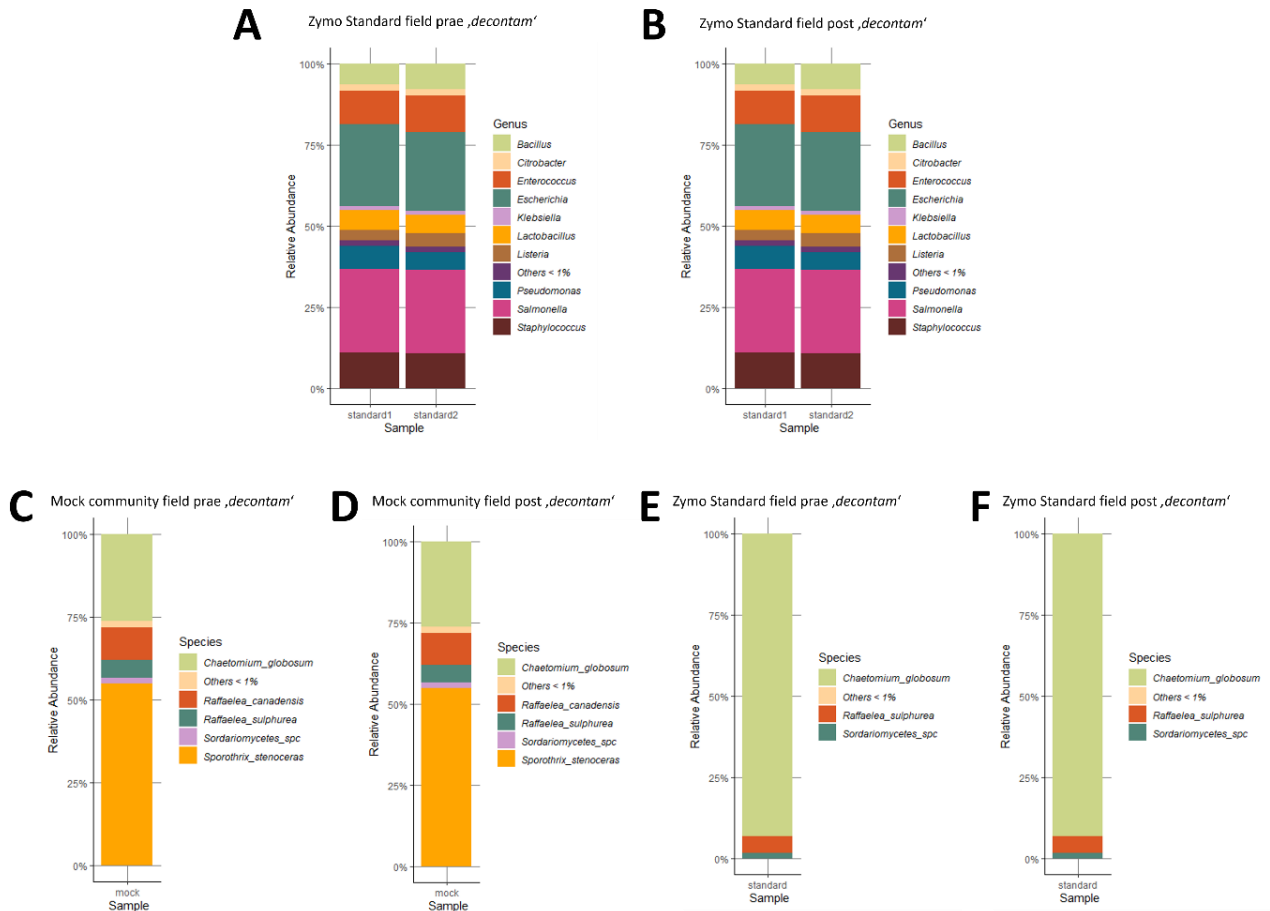 A
Zymo Standard field prae ‚decontam‘
100%
75%
50%
25%
0%
Relative Abundance
standard1
standard2
Sample
Genus
Bacillus
Citrobacter
Enterococcus
Escherichia
Klebsiella
Lactobacillus
Listeria
Others < 1%
Pseudomonas
Salmonella
Staphylococcus
B
Zymo Standard field post ‚decontam‘
100%
75%
50%
25%
0%
Relative Abundance
standard1
standard2
Sample
Genus
Bacillus
Citrobacter
Enterococcus
Escherichia
Klebsiella
Lactobacillus
Listeria
Others < 1%
Pseudomonas
Salmonella
Staphylococcus
C
Mock community field prae ‚decontam‘
100%
75%
50%
25%
0%
Relative Abundance
mock
Sample
Species
Chaetomium_globosum
Others < 1%
Raffaelea_canadensis
Raffaelea_sulphurea
Sordariomycetes_spc
Sporothrix_stenoceras
D
Mock community field post ‚decontam‘
100%
75%
50%
25%
0%
Relative Abundance
mock
Sample
Species
Chaetomium_globosum
Others < 1%
Raffaelea_canadensis
Raffaelea_sulphurea
Sordariomycetes_spc
Sporothrix_stenoceras
E
Zymo Standard field prae ‚decontam‘
100%
75%
50%
25%
0%
Relative Abundance
standard
Sample
Species
Chaetomium_globosum
Others < 1%
Raffaelea_sulphurea
Sordariomycetes_spc
F
Zymo Standard field post ‚decontam‘
100%
75%
50%
25%
0%
Relative Abundance
standard
Sample
Species
Chaetomium_globosum
Others < 1%
Raffaelea_sulphurea
Sordariomycetes_spc